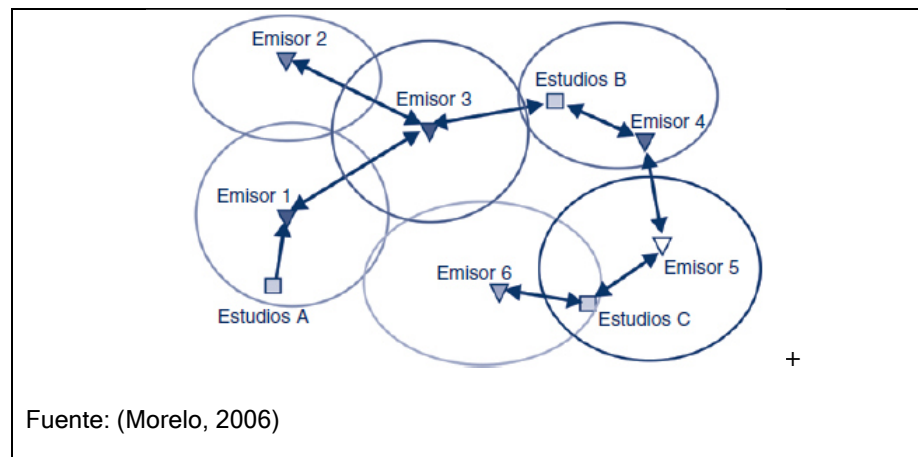 Emisor 2
Emisor 3
Estudios B
Emisor 4
Emisor 1
Emisor 6
Emisor 5
Estudios A
Estudios C
+
Fuente: (Morelo, 2006)